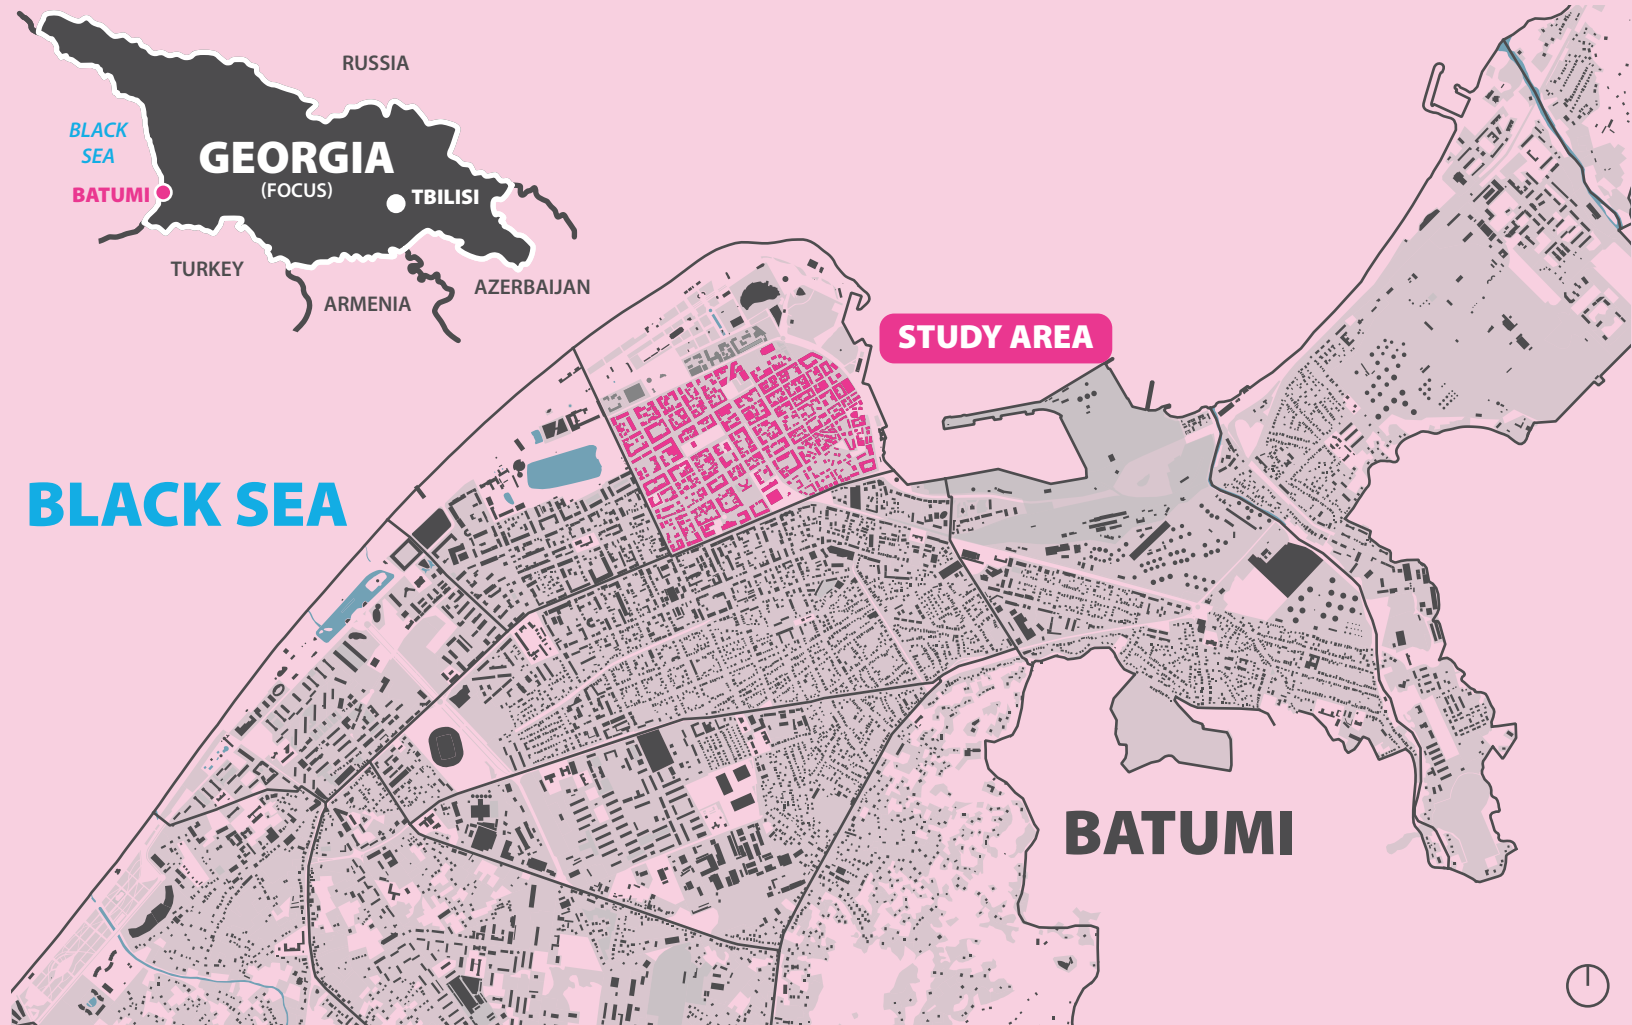 RUSSIA
BLACK
SEA
GEORGIA
(FOCUS)
BATUMI
TBILISI
TURKEY
ARMENIA
AZERBAIJAN
STUDY AREA
BLACK SEA
BATUMI